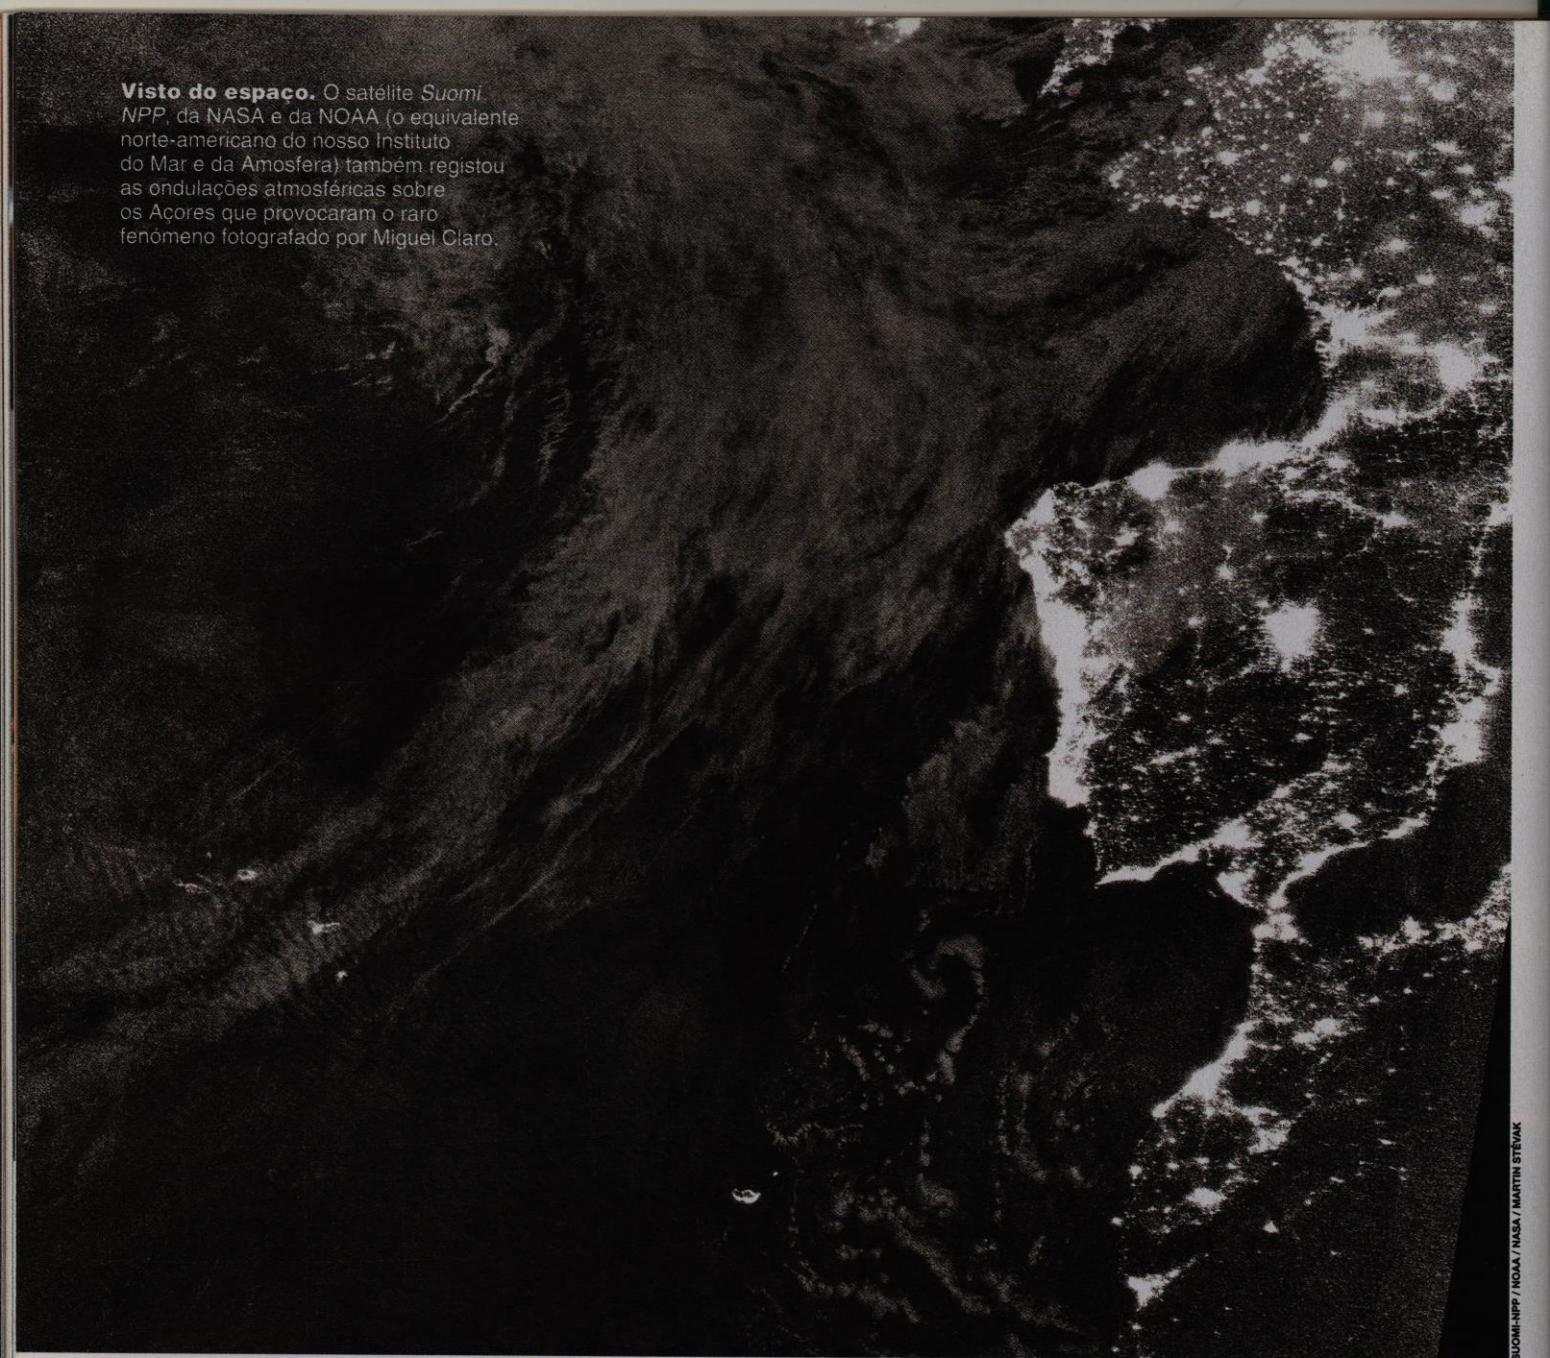 Visto do espaço. O satélite Suomi
NPP, da NASA e da NOAA (o equivalente
norte-americano do nosso Instituto
do Mar e da Amosfera) também registou
as ondulações atmosféricas sobre
os Açores que provocaram o raro
fenómeno fotografado por Miguel Claro.
SUOMI-NPP / NOAA / NASA / MARTIN STĒVAK